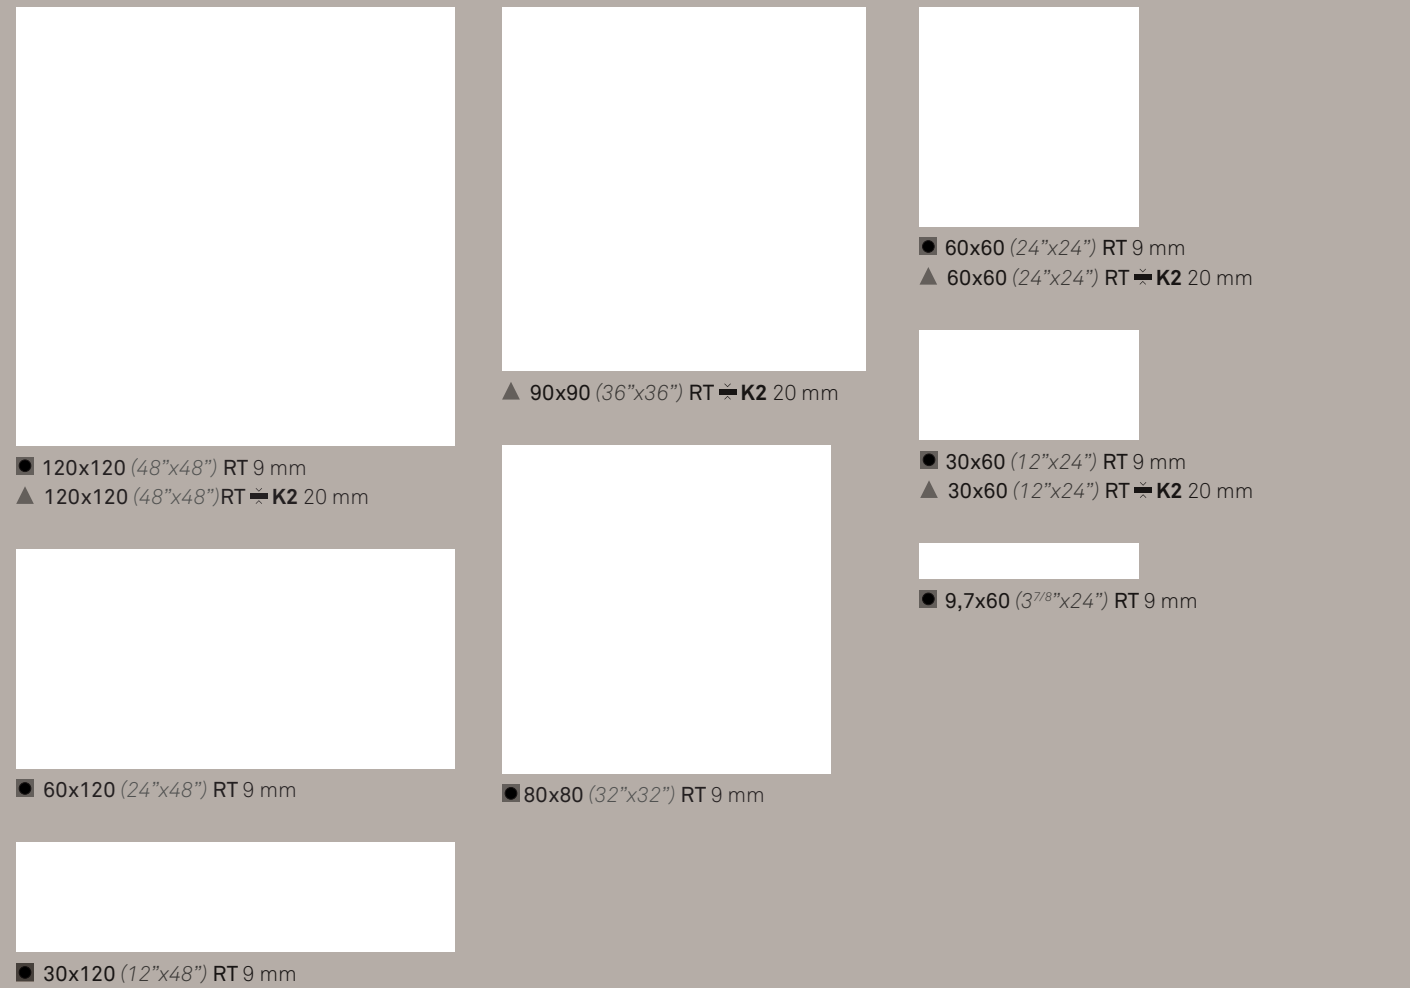 120x120 (48”x48”) RT 9 mm
120x120 (48”x48”)RT K2 20 mm
60x120 (24”x48”) RT 9 mm
30x120 (12”x48”) RT 9 mm
90x90 (36”x36”) RT K2 20 mm
80x80 (32”x32”) RT 9 mm
60x60 (24”x24”) RT 9 mm
60x60 (24”x24”) RT K2 20 mm
30x60 (12”x24”) RT 9 mm
30x60 (12”x24”) RT K2 20 mm
9,7x60 (3⁷/⁸”x24”) RT 9 mm